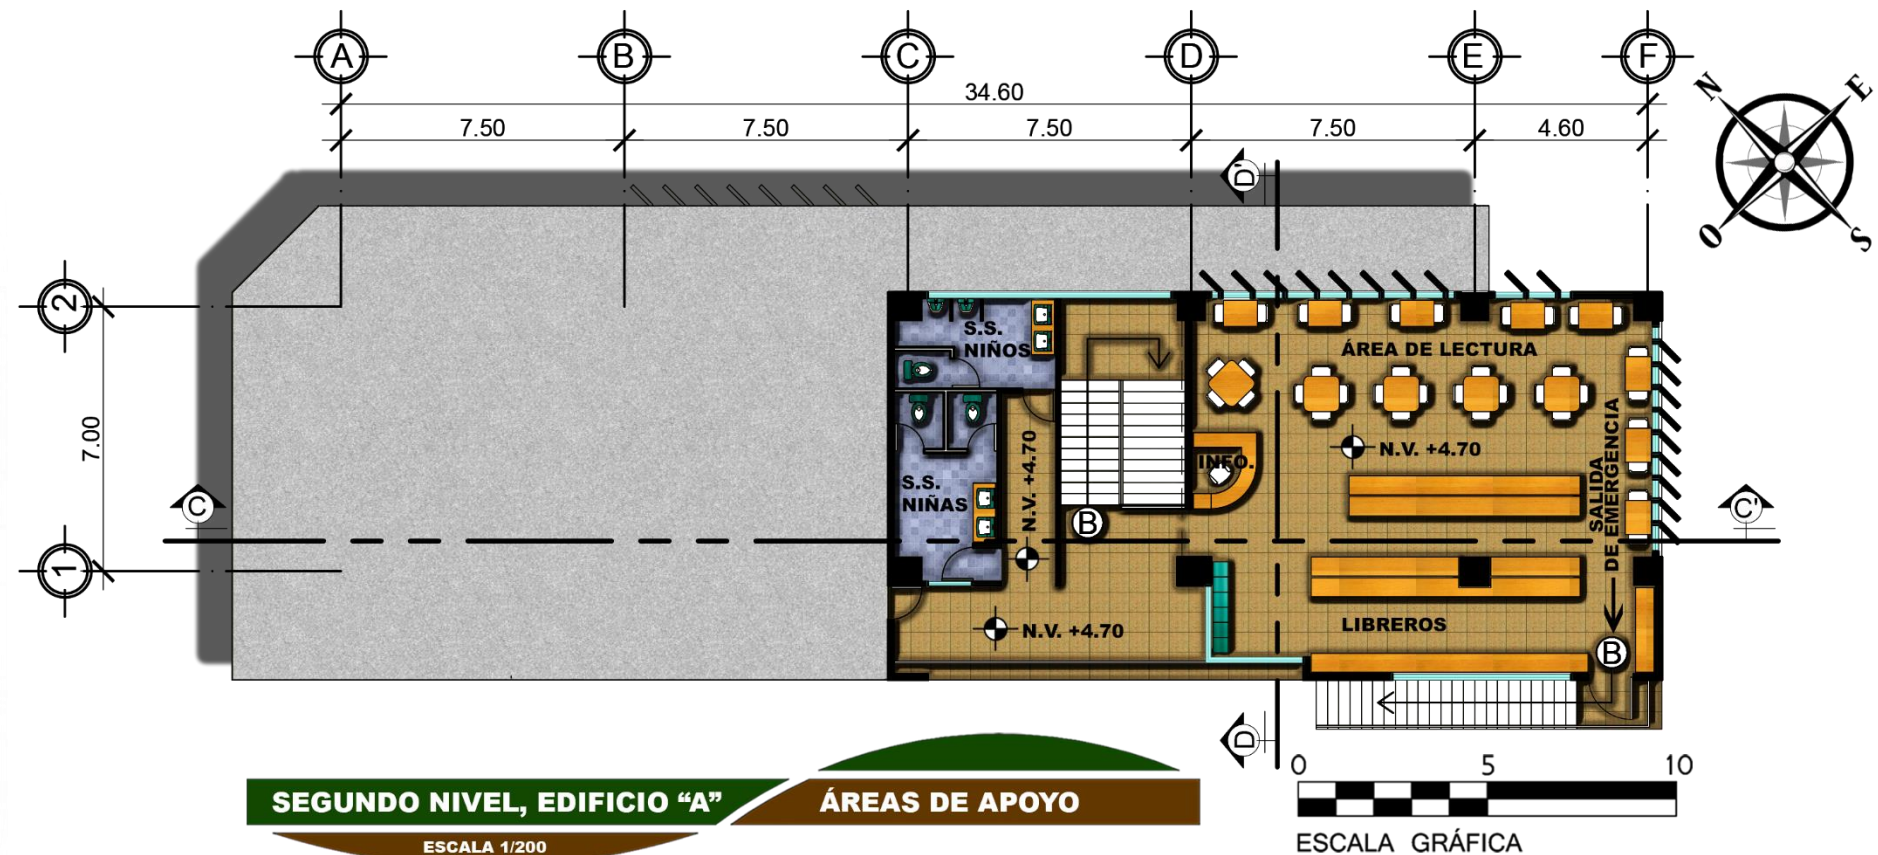 A B C D E F
34.60
7.50 7.50 7.50 7.50 4.60
N E
O S
D'
2
7.00
1
S.S.
NIÑOS
ÁREA DE LECTURA
N.V. +4.70
INFO.
N.V. +4.70
S.S.
NIÑAS
SALIDA
DE EMERGENCIA
C C'
B
N.V. +4.70
LIBREROS
B
D
0 5 10
ESCALA GRÁFICA
SEGUNDO NIVEL, EDIFICIO “A” ÁREAS DE APOYO
ESCALA 1/200